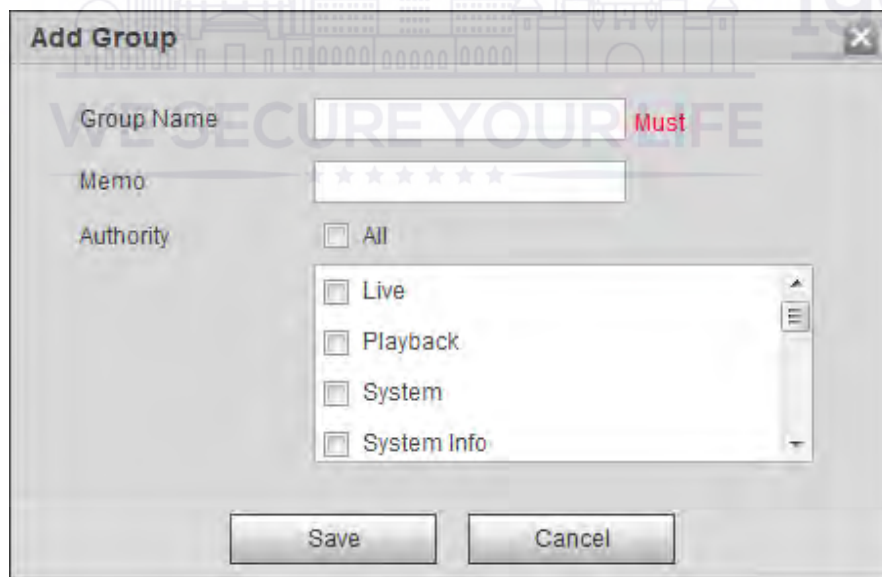 Add Group
Group Name Must
WE SECURE YOUR LIFE
Memo
Authority All
Live
Playback
System
System Info
Save Cancel